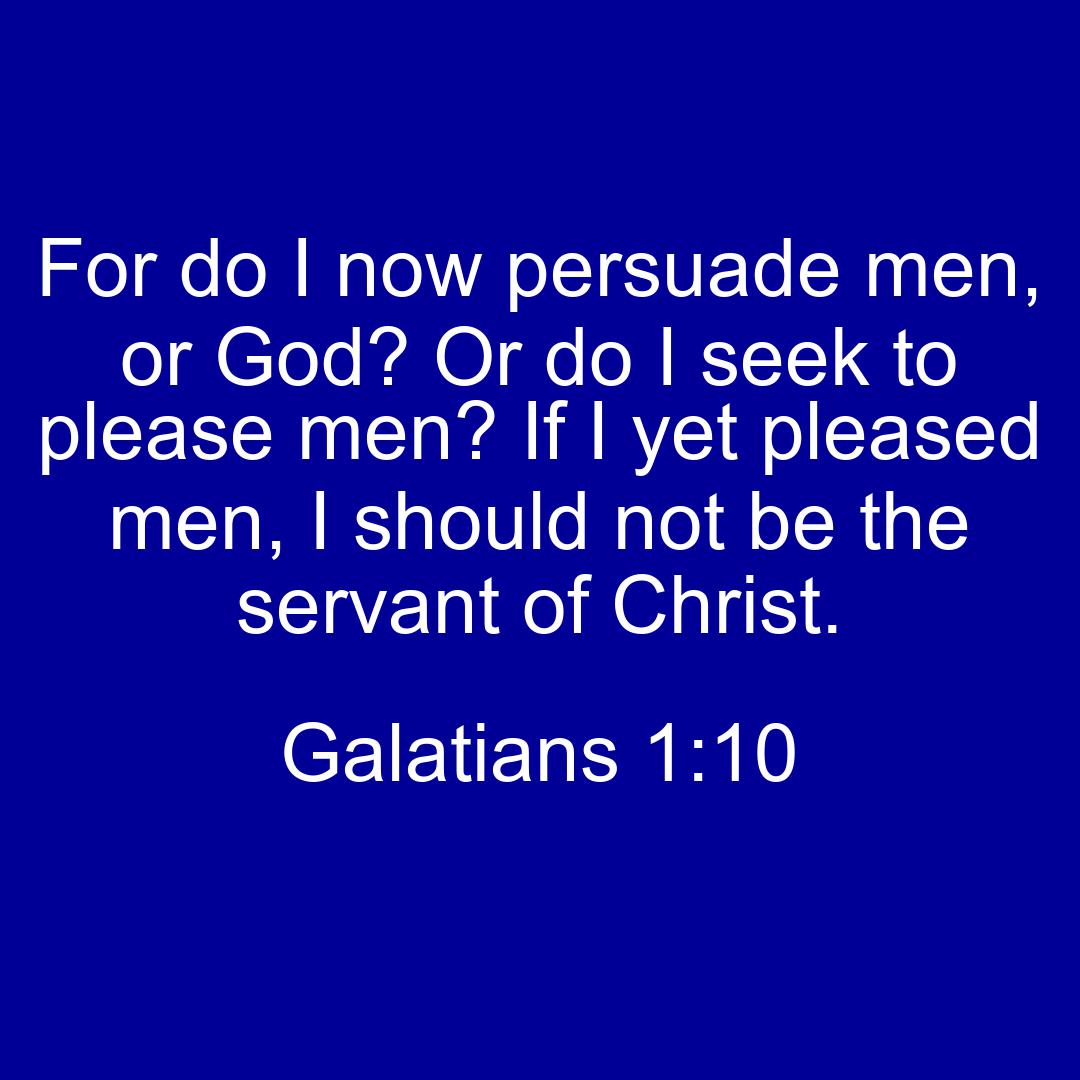 For do I now persuade men,
or God? Or do I seek to
please men? If I yet pleased
men, I should not be the
servant of Christ.
Galatians 1:10